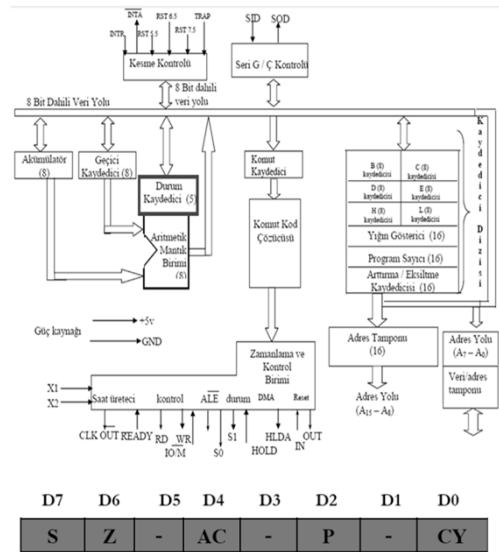 INTA
INTR RST 5.5 RST 6.5 RST 7.5 TRAP
Kesme Kontrolü
SID SOD
Seri G / Ç Kontrolü
8 Bit Dahili Veri Yolu
8 Bit dahili
veri yolu
Akümülatör
(8)
Geçici
Kaydedici (8)
Durum
Kaydedici (5)
Aritmetik
Mantık
Birimi
(8)
Komut
Kaydedici
Komut Kod
Çözücüsü
B (8)
kaydedicisi
C (8)
kaydedicisi
D (8)
kaydedicisi
E (8)
kaydedicisi
H (8)
kaydedicisi
L (8)
kaydedicisi
Yığın Gösterici (16)
Program Sayıcı (16)
Arttırma / Eksiltme
Kaydedicisi (16)
Kaydedici Dizisi
Güç kaynağı
+5v
GND
Adres Tamponu
(16)
Adres Yolu
(A15 – A8)
Adres Yolu
(A7 – A0)
Veri/adres
tamponu
Zamanlama ve
Kontrol
Birimi
X1
X2
Saat üreteci kontrol ALE durum DMA Reset
CLK OUT READY RD WR IO/M S0 S1 HLDA HOLD IN OUT
D7 D6 D5 D4 D3 D2 D1 D0
S Z - AC - P - CY